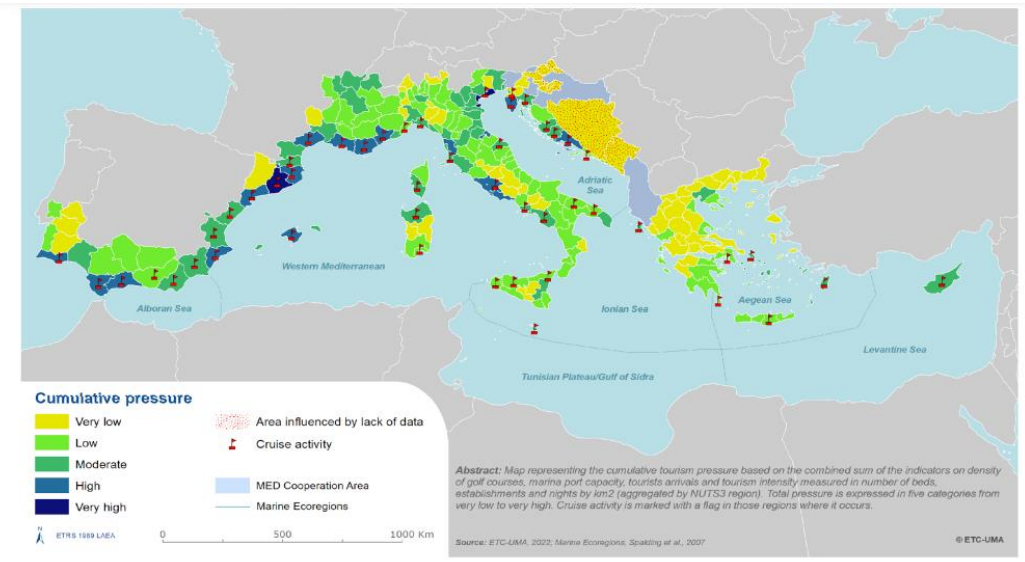 Adriatic
Sea
Western Mediterranean
Alboran Sea
Ionian Sea
Aegean Sea
Levantine Sea
Tunisian Plateau/Gulf of Sidra
Cumulative pressure
Very low
Low
Moderate
High
Very high
Area influenced by lack of data
Cruise activity
MED Cooperation Area
Marine Ecoregions
N
ETRS 1989 LAEA
0 500 1000 Km
Abstract: Map representing the cumulative tourism pressure based on the combined sum of the indicators on density
of golf courses, marina port capacity, tourists arrivals and tourism intensity measured in number of beds,
establishments and nights by km2 (aggregated by NUTS3 region). Total pressure is expressed in five categories from
very low to very high. Cruise activity is marked with a flag in those regions where it occurs.
Source: ETC-UMA, 2022; Marine Ecoregions, Spalding et al., 2007
© ETC-UMA